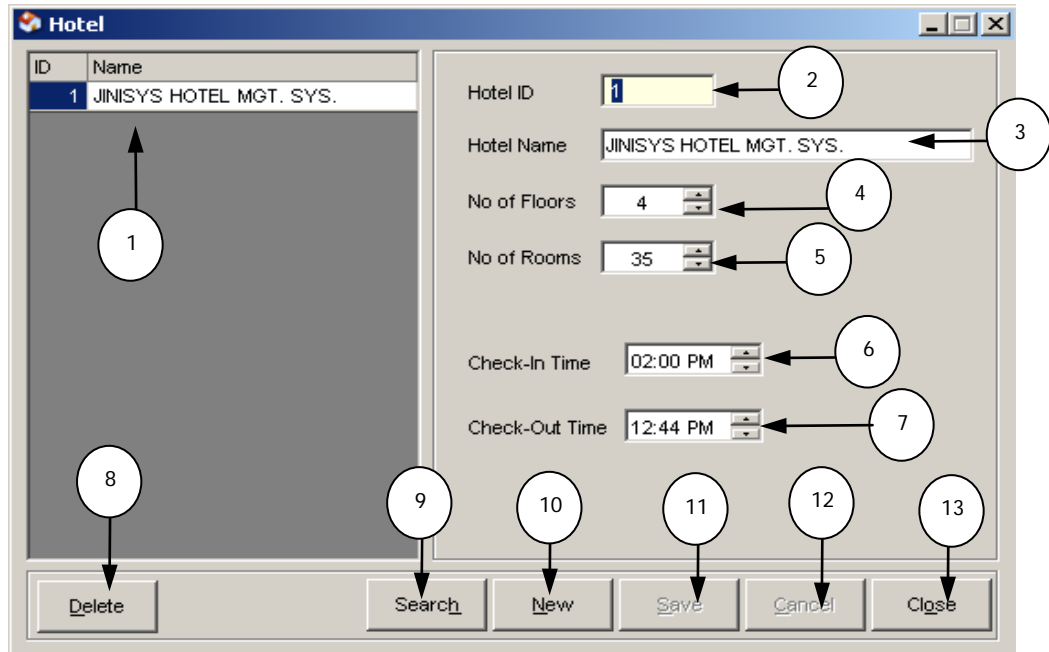 Hotel
ID Name
1 JINISYS HOTEL MGT. SYS.
1
Hotel ID 1
2
Hotel Name JINISYS HOTEL MGT. SYS.
3
No of Floors 4
4
No of Rooms 35
5
Check-In Time 02:00 PM
6
Check-Out Time 12:44 PM
7
8
9
10
11
12
13
Delete Search New Save Cancel Close